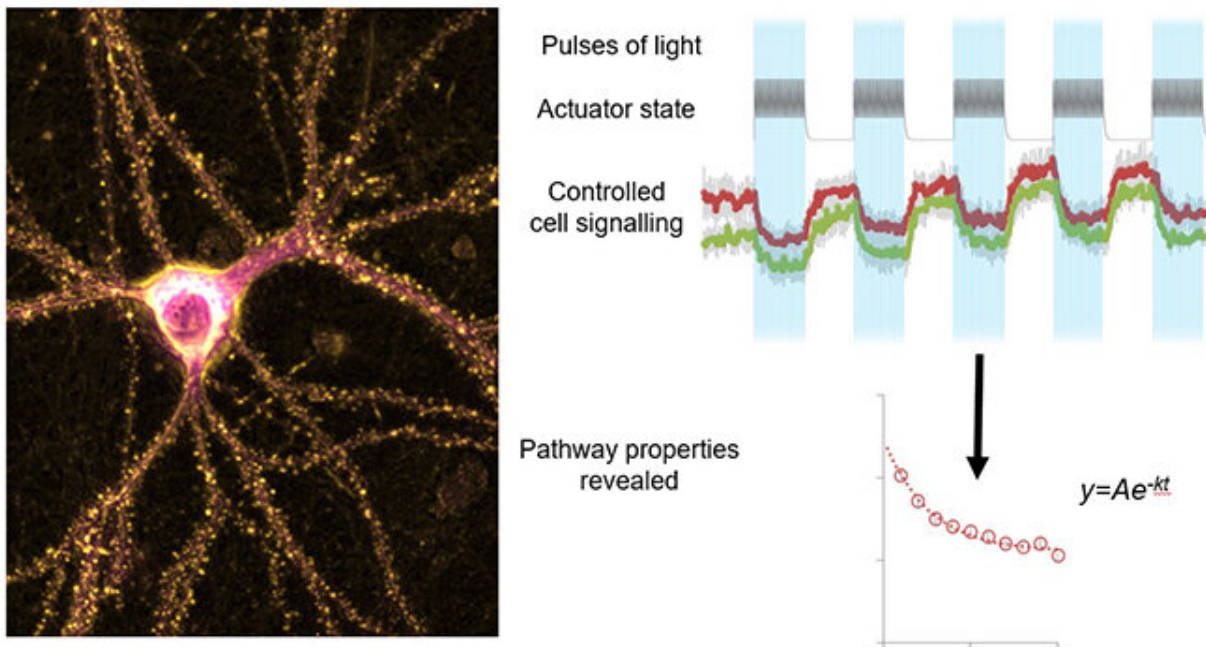 Pulses of light
Actuator state
Controlled
cell signalling
Pathway properties
revealed
y=Ae-kt